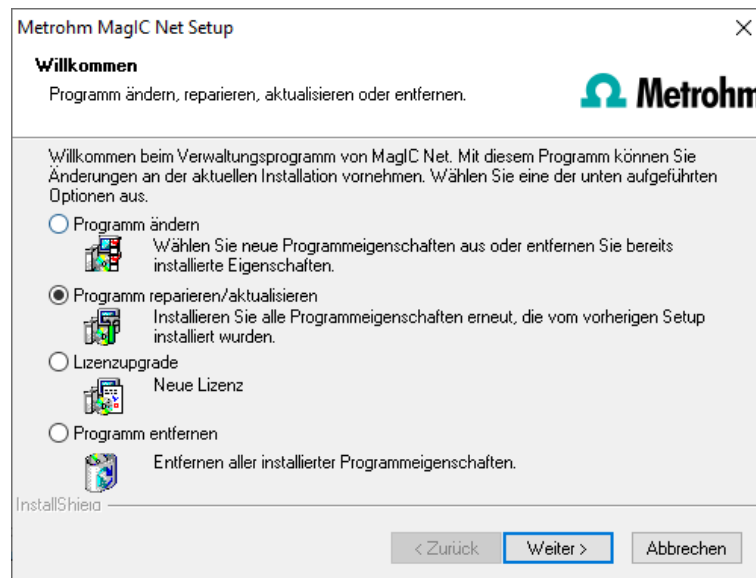 Metrohm MagIC Net Setup
Willkommen
Programm ändern, reparieren, aktualisieren oder entfernen.
Metrohm
Willkommen beim Verwaltungsprogramm von MagIC Net. Mit diesem Programm können Sie
Änderungen an der aktuellen Installation vornehmen. Wählen Sie eine der unten aufgeführten
Optionen aus.
Programm ändern
Wählen Sie neue Programmeigenschaften aus oder entfernen Sie bereits
installierte Eigenschaften.
Programm reparieren/aktualisieren
Installieren Sie alle Programmeigenschaften erneut, die vom vorherigen Setup
installiert wurden.
Lizenzupgrade
Neue Lizenz
Programm entfernen
Entfernen aller installierter Programmeigenschaften.
InstallShield
< Zurück
Weiter >
Abbrechen